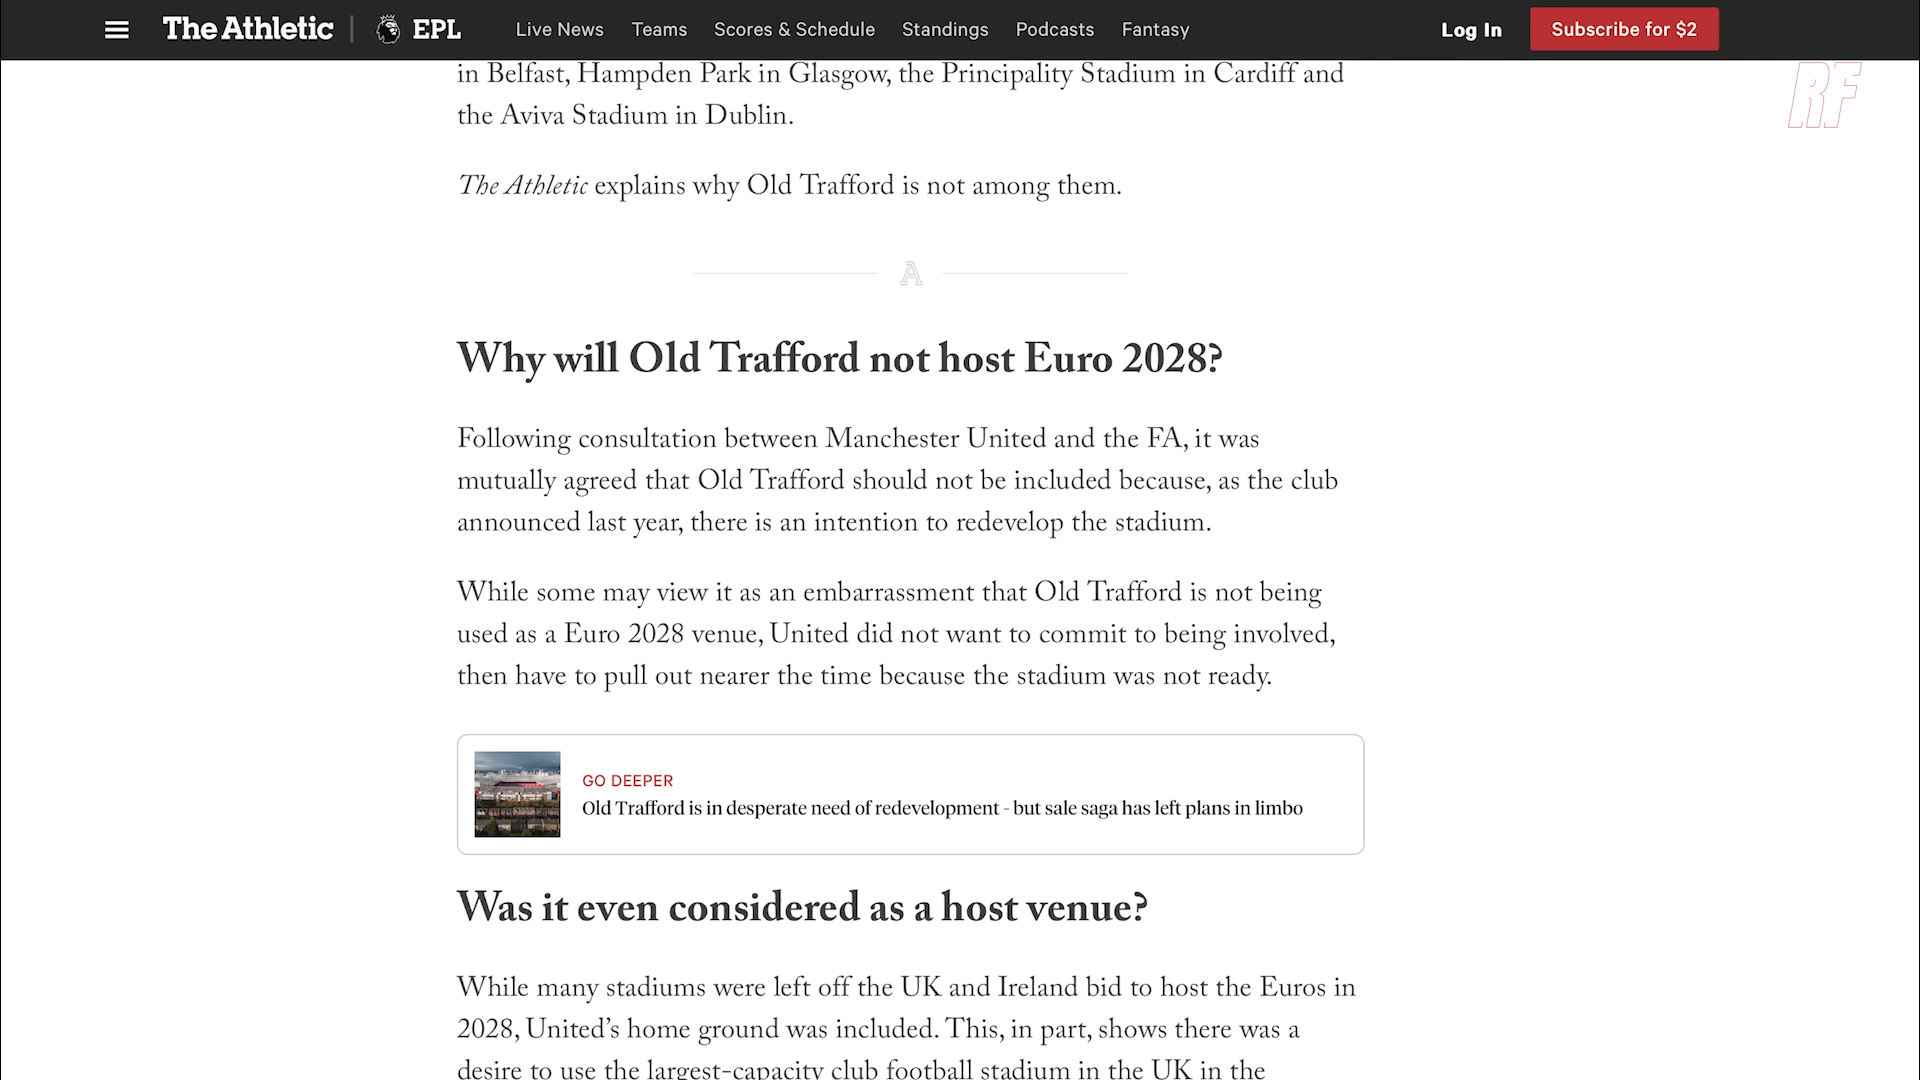 The Athletic | EPL Live News Teams Scores & Schedule Standings Podcasts Fantasy Log In Subscribe for $2
RF
in Belfast, Hampden Park in Glasgow, the Principality Stadium in Cardiff and
the Aviva Stadium in Dublin.
The Athletic explains why Old Trafford is not among them.
A
Why will Old Trafford not host Euro 2028?
Following consultation between Manchester United and the FA, it was
mutually agreed that Old Trafford should not be included because, as the club
announced last year, there is an intention to redevelop the stadium.
While some may view it as an embarrassment that Old Trafford is not being
used as a Euro 2028 venue, United did not want to commit to being involved,
then have to pull out nearer the time because the stadium was not ready.
GO DEEPER
Old Trafford is in desperate need of redevelopment - but sale saga has left plans in limbo
Was it even considered as a host venue?
While many stadiums were left off the UK and Ireland bid to host the Euros in
2028, United’s home ground was included. This, in part, shows there was a
desire to use the largest-capacity club football stadium in the UK in the